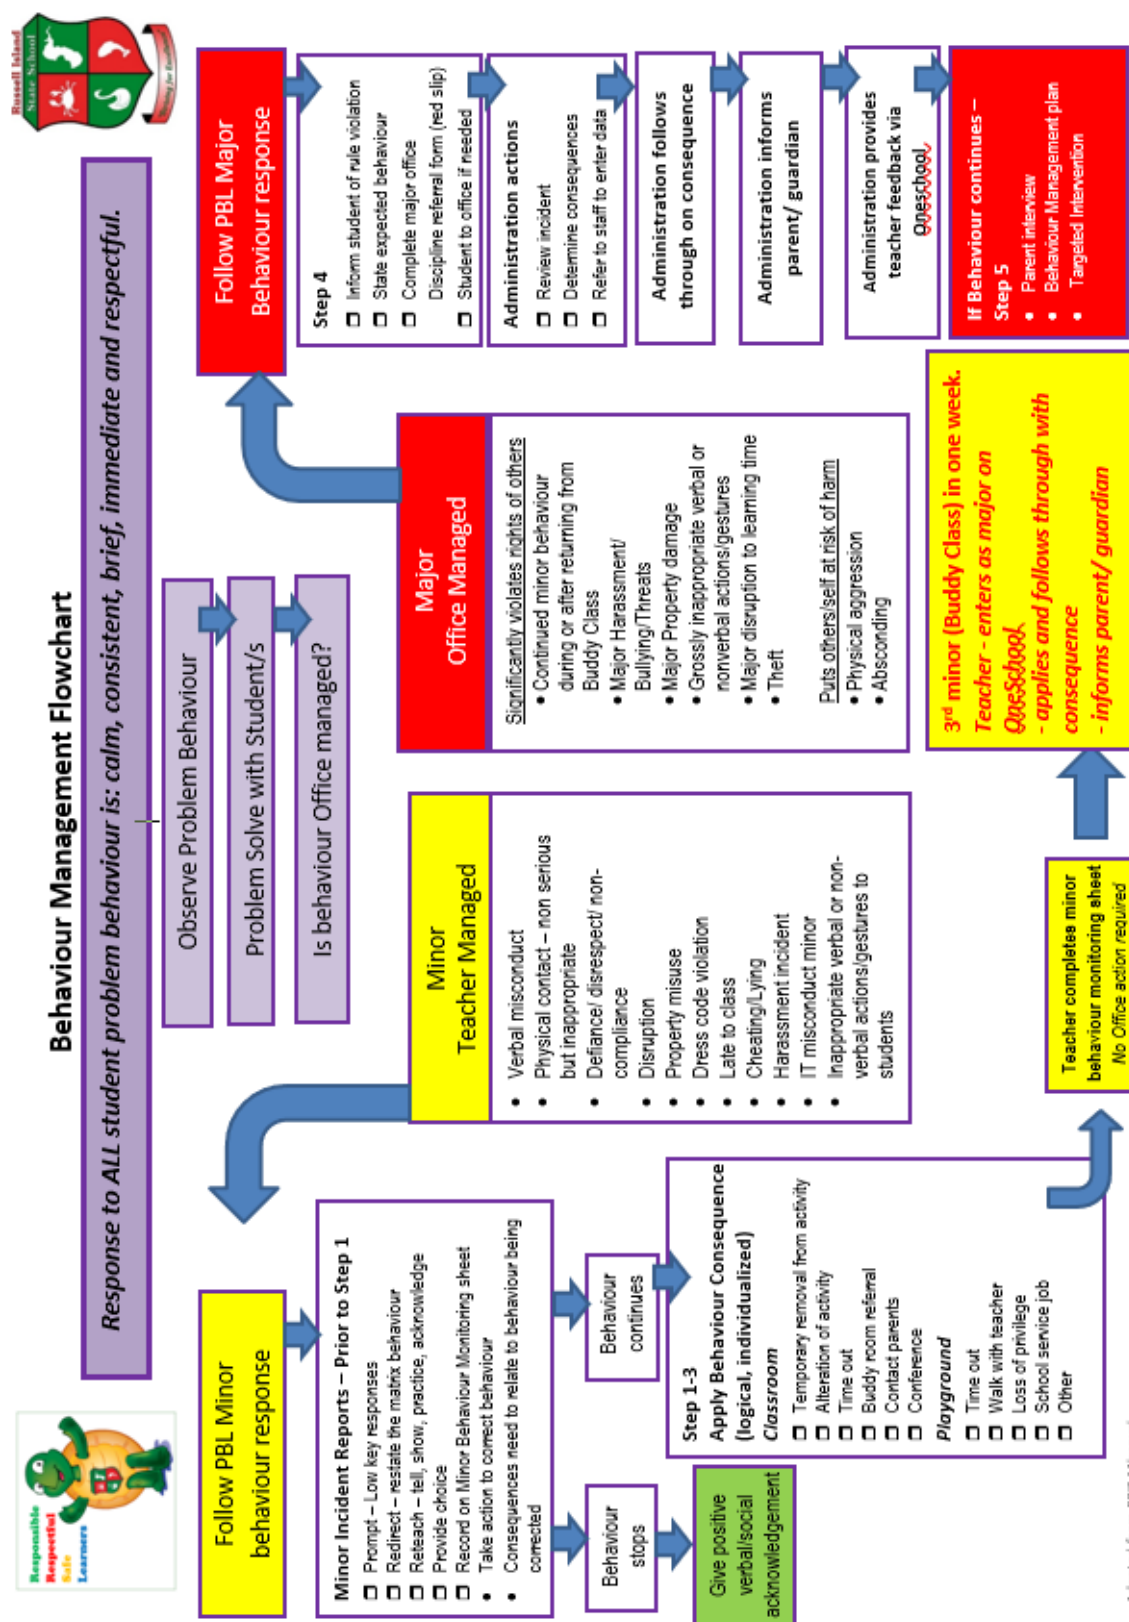 Behaviour Management Flowchart
Responsible
Respectful
Safe
Learners
Russell Island
State School
Response to ALL student problem behaviour is: calm, consistent, brief, immediate and respectful.
Observe Problem Behaviour
Problem Solve with Student/s
Is behaviour Office managed?
Follow PBL Minor
behaviour response
Minor Incident Reports – Prior to Step 1
❒ Prompt – Low key responses
❒ Redirect – restate the matrix behaviour
❒ Reteach – tell, show, practice, acknowledge
❒ Provide choice
❒ Record on Minor Behaviour Monitoring sheet
• Take action to correct behaviour
• Consequences need to relate to behaviour being
corrected
Behaviour
stops
Give positive
verbal/social
acknowledgement
Behaviour
continues
Step 1-3
Apply Behaviour Consequence
(logical, individualized)
Classroom
❒ Temporary removal from activity
❒ Alteration of activity
❒ Time out
❒ Buddy room referral
❒ Contact parents
❒ Conference
Playground
❒ Time out
❒ Walk with teacher
❒ Loss of privilege
❒ School service job
❒ Other
Minor
Teacher Managed
• Verbal misconduct
• Physical contact – non serious
but inappropriate
• Defiance/ disrespect/ non-
compliance
• Disruption
• Property misuse
• Dress code violation
• Late to class
• Cheating/Lying
• Harassment incident
• IT misconduct minor
• Inappropriate verbal or non-
verbal actions/gestures to
students
Teacher completes minor
behaviour monitoring sheet
No Office action required
3rd minor (Buddy Class) in one week.
Teacher - enters as major on
OneSchool
- applies and follows through with
consequence
- informs parent/ guardian
Major
Office Managed
Significantly violates rights of others
• Continued minor behaviour
during or after returning from
Buddy Class
• Major Harassment/
Bullying/Threats
• Major Property damage
• Grossly inappropriate verbal or
nonverbal actions/gestures
• Major disruption to learning time
• Theft
Puts others/self at risk of harm
• Physical aggression
• Absconding
Follow PBL Major
Behaviour response
Step 4
❒ Inform student of rule violation
❒ State expected behaviour
❒ Complete major office
Discipline referral form (red slip)
❒ Student to office if needed
Administration actions
❒ Review incident
❒ Determine consequences
❒ Refer to staff to enter data
Administration follows
through on consequence
Administration informs
parent/ guardian
Administration provides
teacher feedback via
Oneschool
If Behaviour continues –
Step 5
• Parent interview
• Behaviour Management plan
• Targeted Intervention